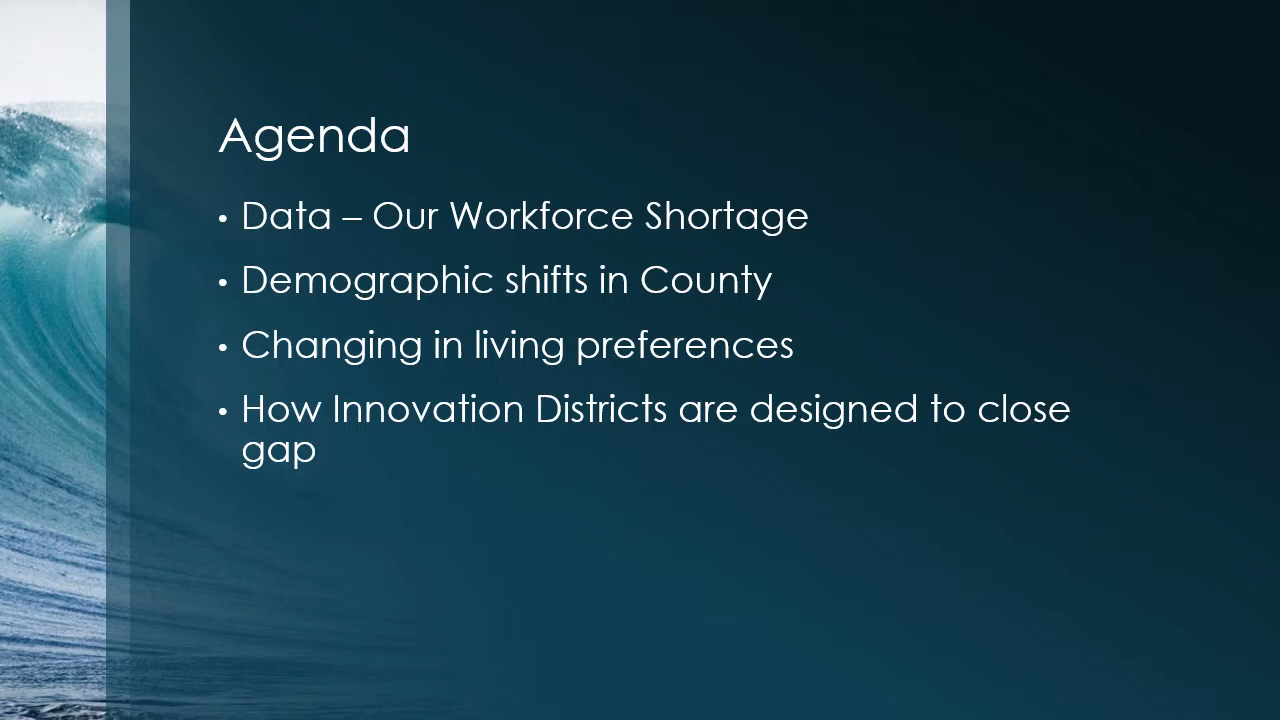 Agenda
• Data – Our Workforce Shortage
• Demographic shifts in County
• Changing in living preferences
• How Innovation Districts are designed to close
gap